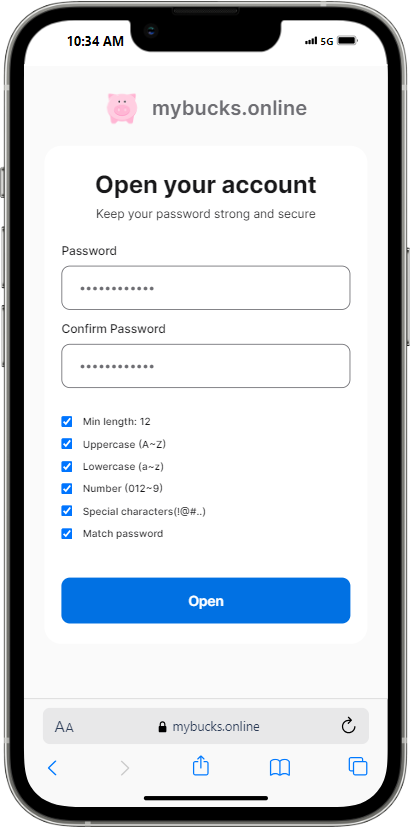 10:34 AM 5G
mybucks.online
Open your account
Keep your password strong and secure
Password
••••••••••••
Confirm Password
••••••••••••
Min length: 12
Uppercase (A~Z)
Lowercase (a~z)
Number (012~9)
Special characters(!@#..)
Match password
Open
AA mybucks.online